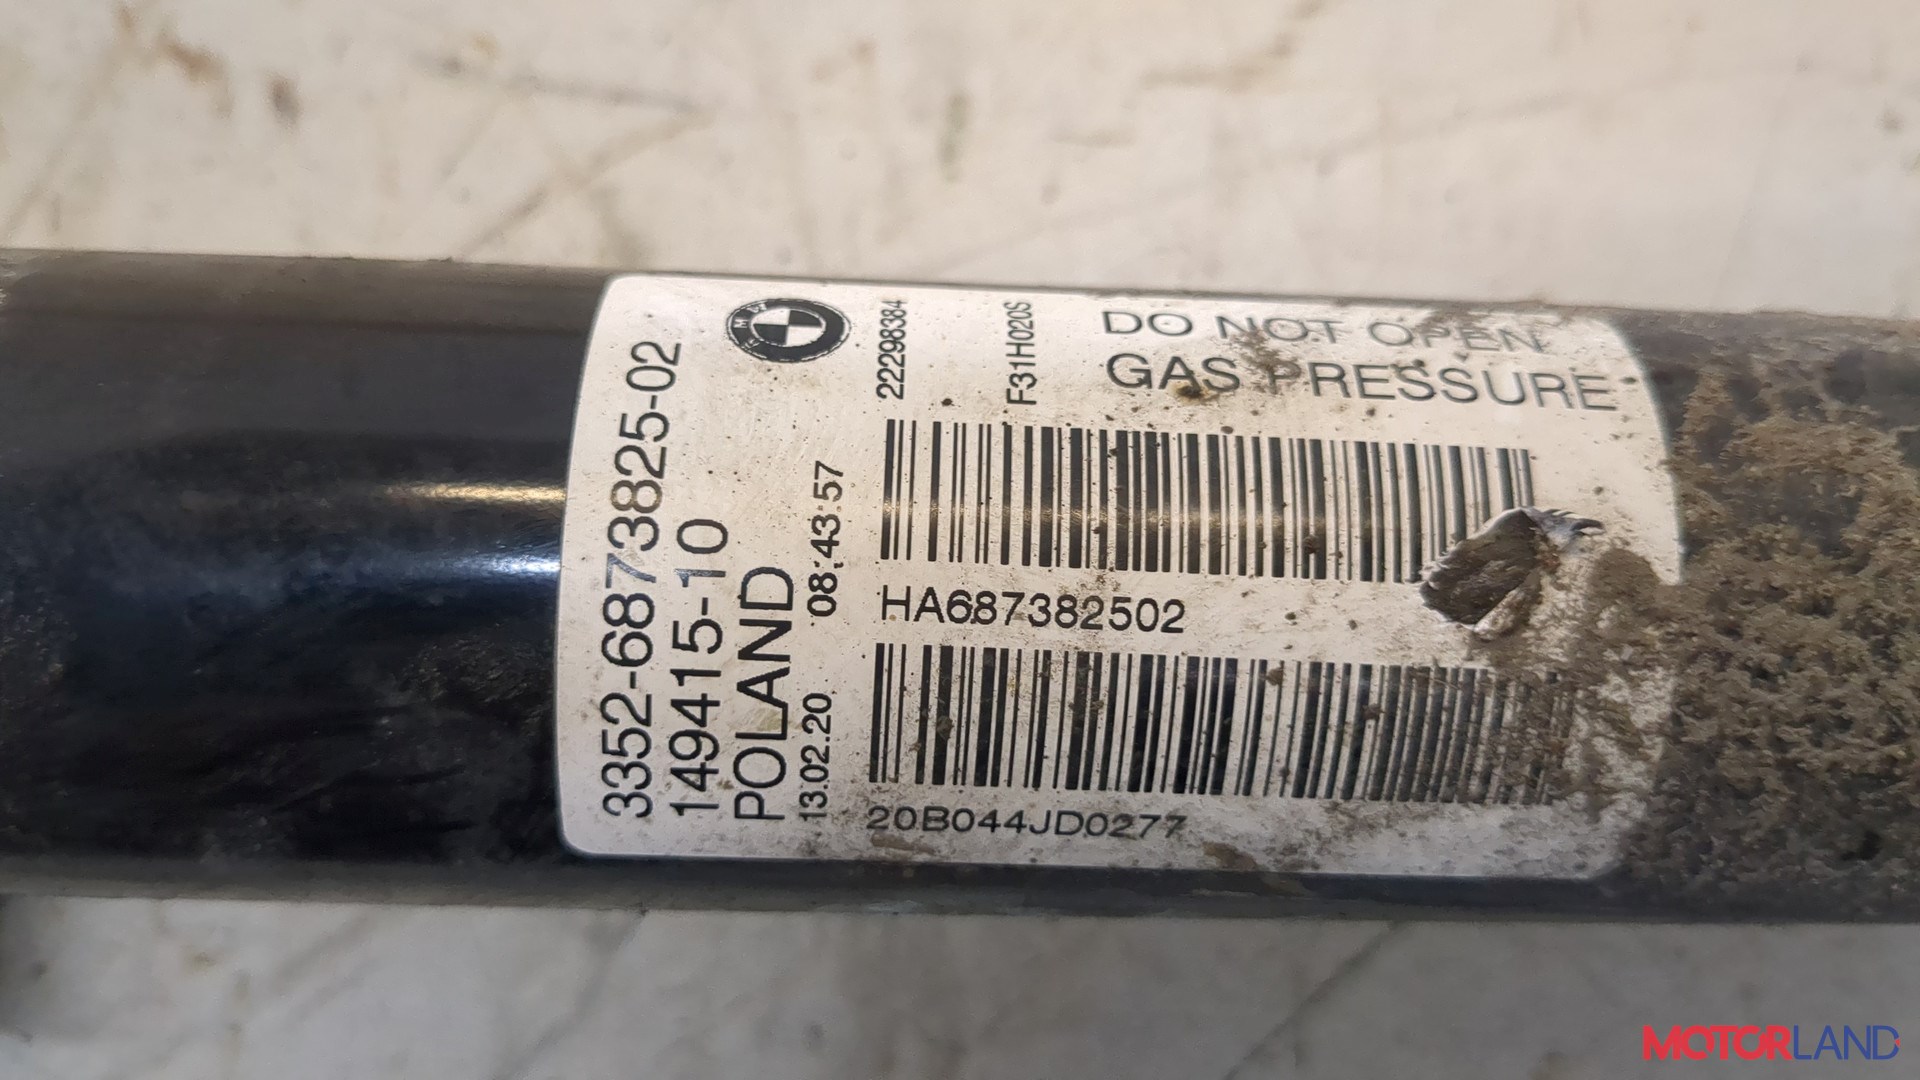 3352-6873825-02
149415-10
POLAND
13.02.20 08:43:57
BMW
22298384
F31H020S
DO NOT OPEN
GAS PRESSURE
HA687382502
20B044JD0277
MOTORLAND